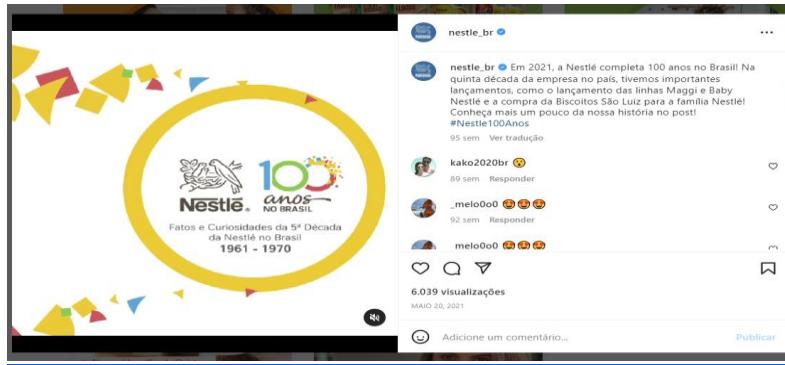 nestle_br
nestle_br Em 2021, a Nestlé completa 100 anos no Brasil! Na
quinta década da empresa no país, tivemos importantes
lançamentos, como o lançamento das linhas Maggi e Baby
Nestlé e a compra da Biscoitos São Luiz para a família Nestlé!
Conheça mais um pouco da nossa história no post!
#Nestle100Anos
95 sem Ver tradução
kako2020br 😮
89 sem Responder
_melo0o0 🤩🤩🤩
92 sem Responder
_melo0o0 🤩🤩🤩
Nestlé.
100
anos
NO BRASIL
Fatos e Curiosidades da 5ª Década
da Nestlé no Brasil
1961 - 1970
6.039 visualizações
MAIO 20, 2021
Adicione um comentário... Publicar